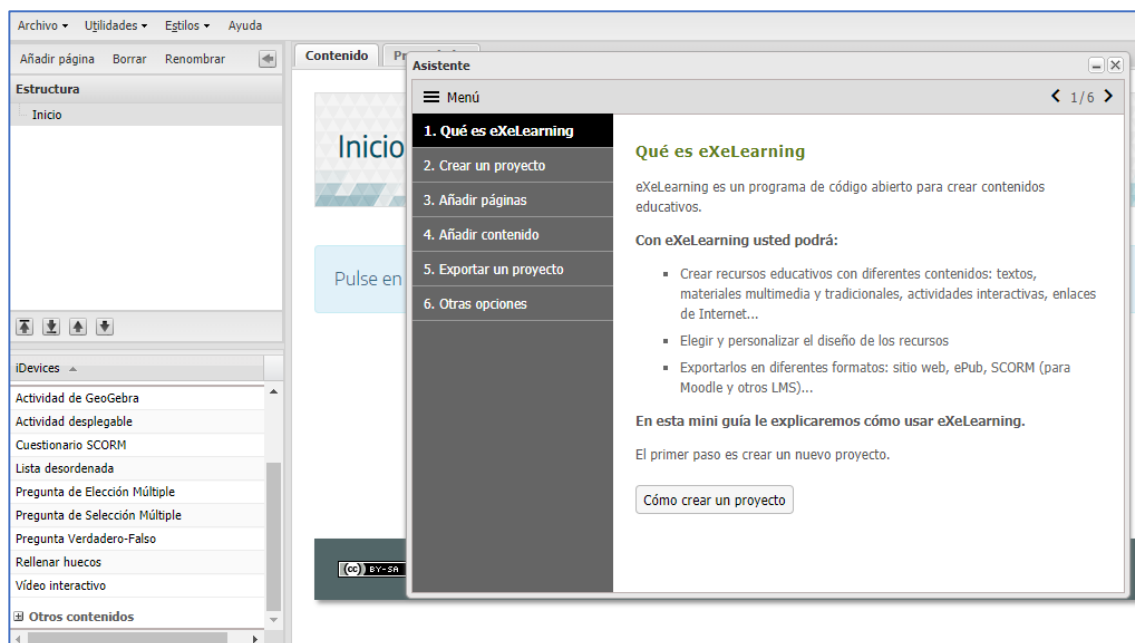 Archivo Utilidades Estilos Ayuda
Añadir página Borrar Renombrar
Estructura
Inicio
iDevices
Actividad de GeoGebra
Actividad desplegable
Cuestionario SCORM
Lista desordenada
Pregunta de Elección Múltiple
Pregunta de Selección Múltiple
Pregunta Verdadero-Falso
Rellenar huecos
Vídeo interactivo
Otros contenidos
Contenido
Inicio
Pulse en
(cc) BY-SA
Asistente
Menú
1/6
1. Qué es eXeLearning
2. Crear un proyecto
3. Añadir páginas
4. Añadir contenido
5. Exportar un proyecto
6. Otras opciones
Qué es eXeLearning
eXeLearning es un programa de código abierto para crear contenidos
educativos.
Con eXeLearning usted podrá:
Crear recursos educativos con diferentes contenidos: textos,
materiales multimedia y tradicionales, actividades interactivas, enlaces
de Internet...
Elegir y personalizar el diseño de los recursos
Exportarlos en diferentes formatos: sitio web, ePub, SCORM (para
Moodle y otros LMS)...
En esta mini guía le explicaremos cómo usar eXeLearning.
El primer paso es crear un nuevo proyecto.
Cómo crear un proyecto